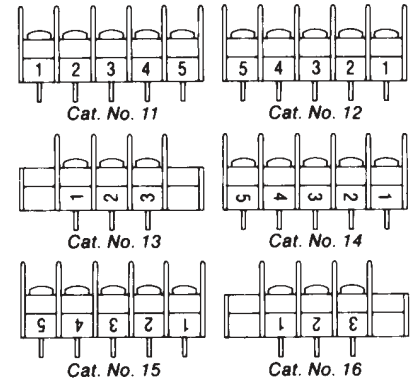 1 2 3 4 5
5 4 3 2 1
Cat. No. 11
Cat. No. 12
1 2 3
5 4 3 2 1
Cat. No. 13
Cat. No. 14
5 4 3 2 1
1 2 3
Cat. No. 15
Cat. No. 16